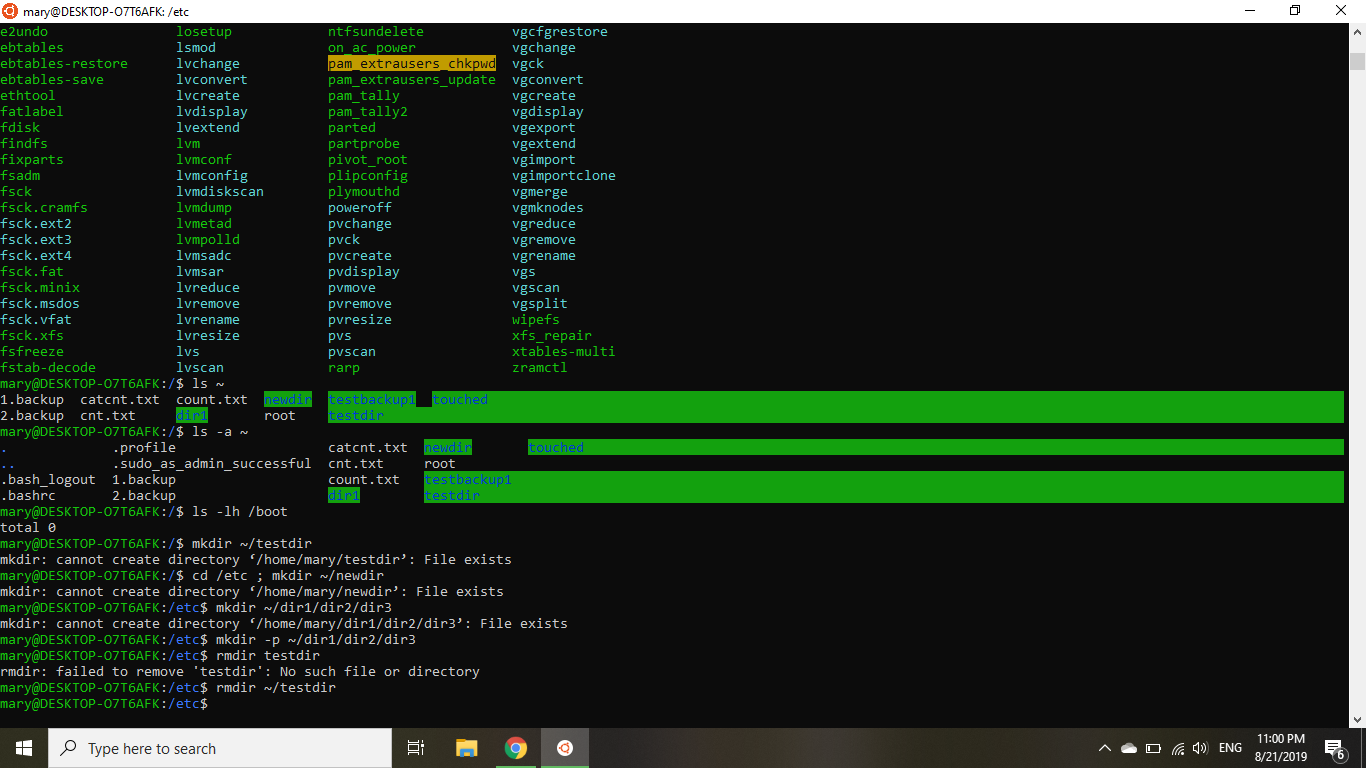 mary@DESKTOP-O7T6AFK: /etc
e2undo losetup ntfsundelete vgcfgrestore
ebtables lsmod on_ac_power vgchange
ebtables-restore lvchange pam_extrausers_chkpwd vgck
ebtables-save lvconvert pam_extrausers_update vgconvert
ethtool lvcreate pam_tally vgcreate
fatlabel lvdisplay pam_tally2 vgdisplay
fdisk lvextend parted vgexport
findfs lvm partprobe vgextend
fixparts lvmconf pivot_root vgimport
fsadm lvmconfig plipconfig vgimportclone
fsck lvmdiskscan plymouthd vgmerge
fsck.cramfs lvmdump poweroff vgmknodes
fsck.ext2 lvmetad pvchange vgreduce
fsck.ext3 lvmpolld pvck vgremove
fsck.ext4 lvmsadc pvcreate vgrename
fsck.fat lvmsar pvdisplay vgs
fsck.minix lvreduce pvmove vgscan
fsck.msdos lvremove pvremove vgsplit
fsck.vfat lvrename pvresize wipefs
fsck.xfs lvresize pvs xfs_repair
fsfreeze lvs pvscan xtables-multi
fstab-decode lvscan rarp zramctl
mary@DESKTOP-O7T6AFK:/$ ls ~
1.backup catcnt.txt count.txt newdir testbackup1 touched
2.backup cnt.txt dir1 root testdir
mary@DESKTOP-O7T6AFK:/$ ls -a ~
. .profile catcnt.txt newdir touched
.. .sudo_as_admin_successful cnt.txt root
.bash_logout 1.backup count.txt testbackup1
.bashrc 2.backup dir1 testdir
mary@DESKTOP-O7T6AFK:/$ ls -lh /boot
total 0
mary@DESKTOP-O7T6AFK:/$ mkdir ~/testdir
mkdir: cannot create directory ‘/home/mary/testdir’: File exists
mary@DESKTOP-O7T6AFK:/$ cd /etc ; mkdir ~/newdir
mkdir: cannot create directory ‘/home/mary/newdir’: File exists
mary@DESKTOP-O7T6AFK:/etc$ mkdir ~/dir1/dir2/dir3
mkdir: cannot create directory ‘/home/mary/dir1/dir2/dir3’: File exists
mary@DESKTOP-O7T6AFK:/etc$ mkdir -p ~/dir1/dir2/dir3
mary@DESKTOP-O7T6AFK:/etc$ rmdir testdir
rmdir: failed to remove 'testdir': No such file or directory
mary@DESKTOP-O7T6AFK:/etc$ rmdir ~/testdir
mary@DESKTOP-O7T6AFK:/etc$
Type here to search
ENG
11:00 PM
8/21/2019
6